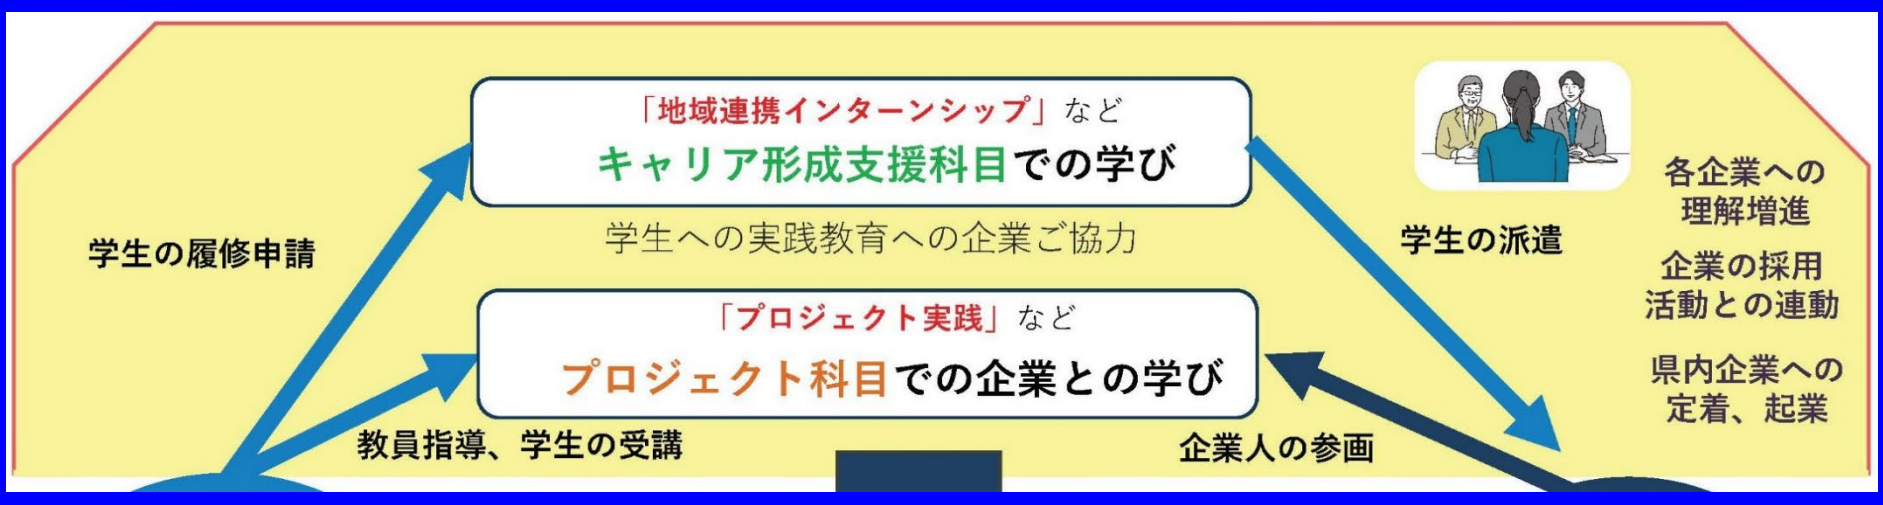 「地域連携インターンシップ」など
キャリア形成支援科目での学び
学生への実践教育への企業ご協力
学生の履修申請
学生の派遣
各企業への
理解増進
企業の採用
活動との連動
県内企業への
定着、起業
「プロジェクト実践」など
プロジェクト科目での企業との学び
教員指導、学生の受講
企業人の参画